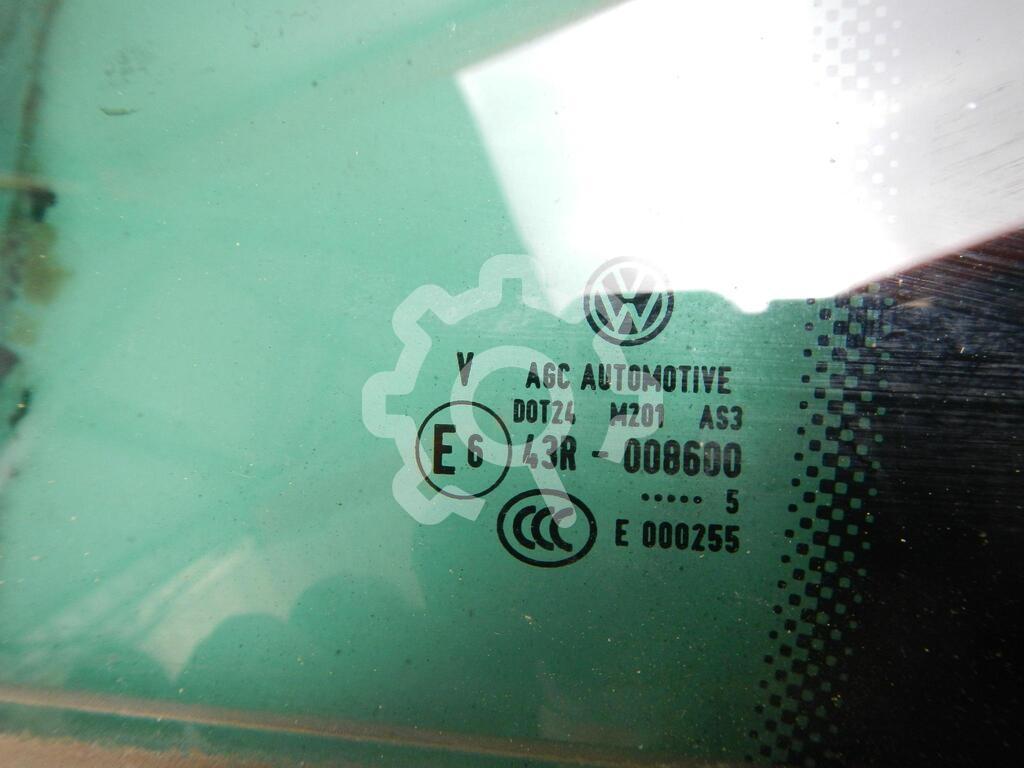 V AGC AUTOMOTIVE
DOT24 M201 AS3
E6 43R - 008600
..... 5
CCC E 000255